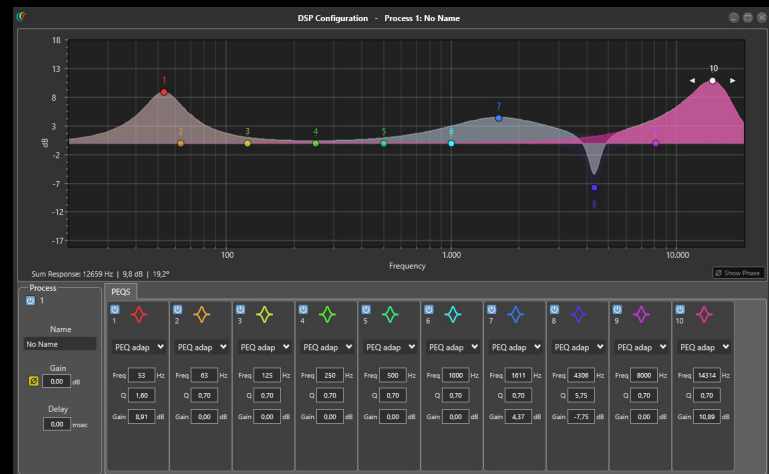 DSP Configuration - Process 1: No Name
18
13
8
3
-2
-7
-12
-17
dB
1
2
3
4
5
6
7
8
10
100
1.000
10.000
Frequency
Sum Response: 12659 Hz | 9,8 dB | 19,2°
Show Phase
Process
1
Name
No Name
Gain
0,00 dB
Delay
0,00 msec
PEQS
1 2 3 4 5 6 7 8 9 10
PEQ adap PEQ adap PEQ adap PEQ adap PEQ adap PEQ adap PEQ adap PEQ adap PEQ adap PEQ adap
Freq 53 Hz Freq 63 Hz Freq 125 Hz Freq 250 Hz Freq 500 Hz Freq 1000 Hz Freq 1611 Hz Freq 4306 Hz Freq 8000 Hz Freq 14314 Hz
Q 1,60 Q 0,70 Q 0,70 Q 0,70 Q 0,70 Q 0,70 Q 0,70 Q 5,75 Q 0,70 Q 0,70
Gain 8,91 dB Gain 0,00 dB Gain 0,00 dB Gain 0,00 dB Gain 0,00 dB Gain 0,00 dB Gain 4,37 dB Gain -7,75 dB Gain 0,00 dB Gain 10,89 dB